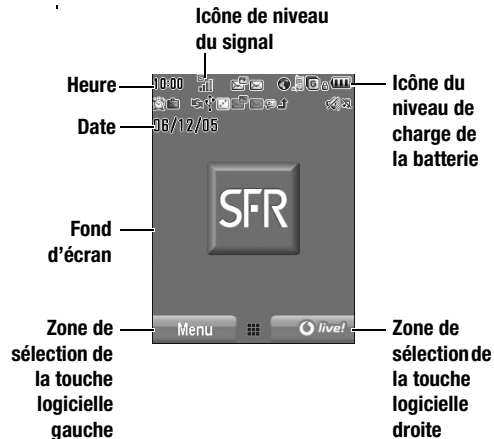 Icône de niveau
du signal
Heure
10:00
Icône du
niveau de
charge de
la batterie
Date
06/12/05
SFR
Fond
d'écran
Menu
live!
Zone de
sélection de
la touche
logicielle
gauche
Zone de
sélection de
la touche
logicielle
droite